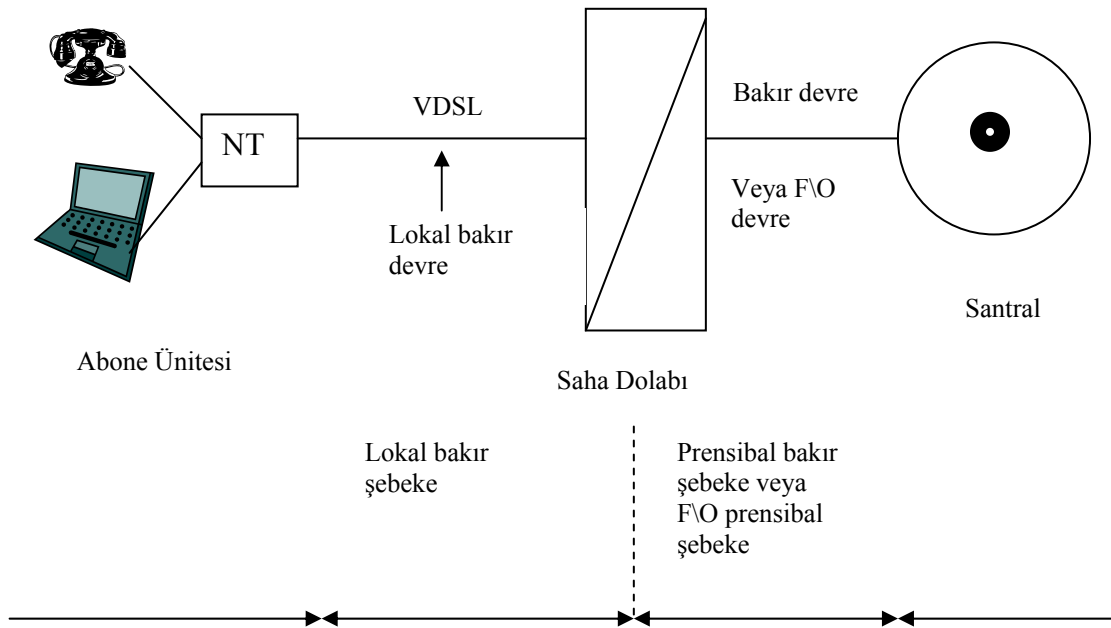 NT
VDSL
Lokal bakır
devre
Bakır devre
Veya F\O
devre
Santral
Abone Ünitesi
Saha Dolabı
Lokal bakır
şebeke
Prensibal bakır
şebeke veya
F\O prensibal
şebeke